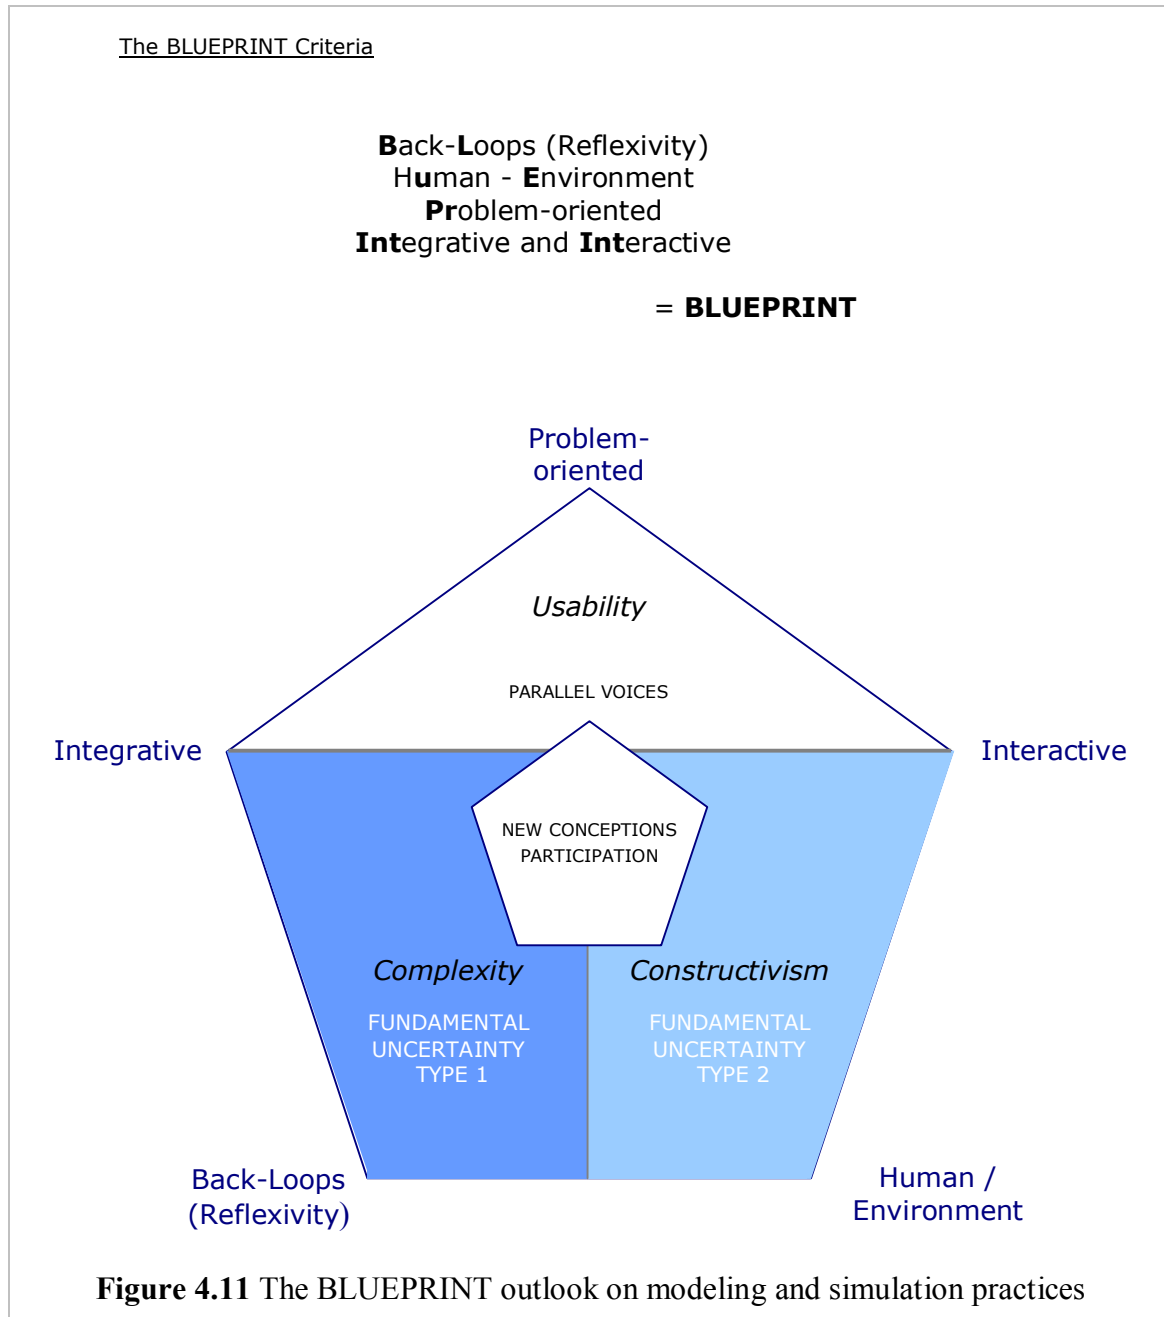 The BLUEPRINT Criteria
Back-Loops (Reflexivity)
Human - Environment
Problem-oriented
Integrative and Interactive
= BLUEPRINT
Problem-
oriented
Usability
PARALLEL VOICES
Integrative
Interactive
NEW CONCEPTIONS
PARTICIPATION
Complexity
FUNDAMENTAL
UNCERTAINTY
TYPE 1
Constructivism
FUNDAMENTAL
UNCERTAINTY
TYPE 2
Back-Loops
(Reflexivity)
Human /
Environment
Figure 4.11 The BLUEPRINT outlook on modeling and simulation practices